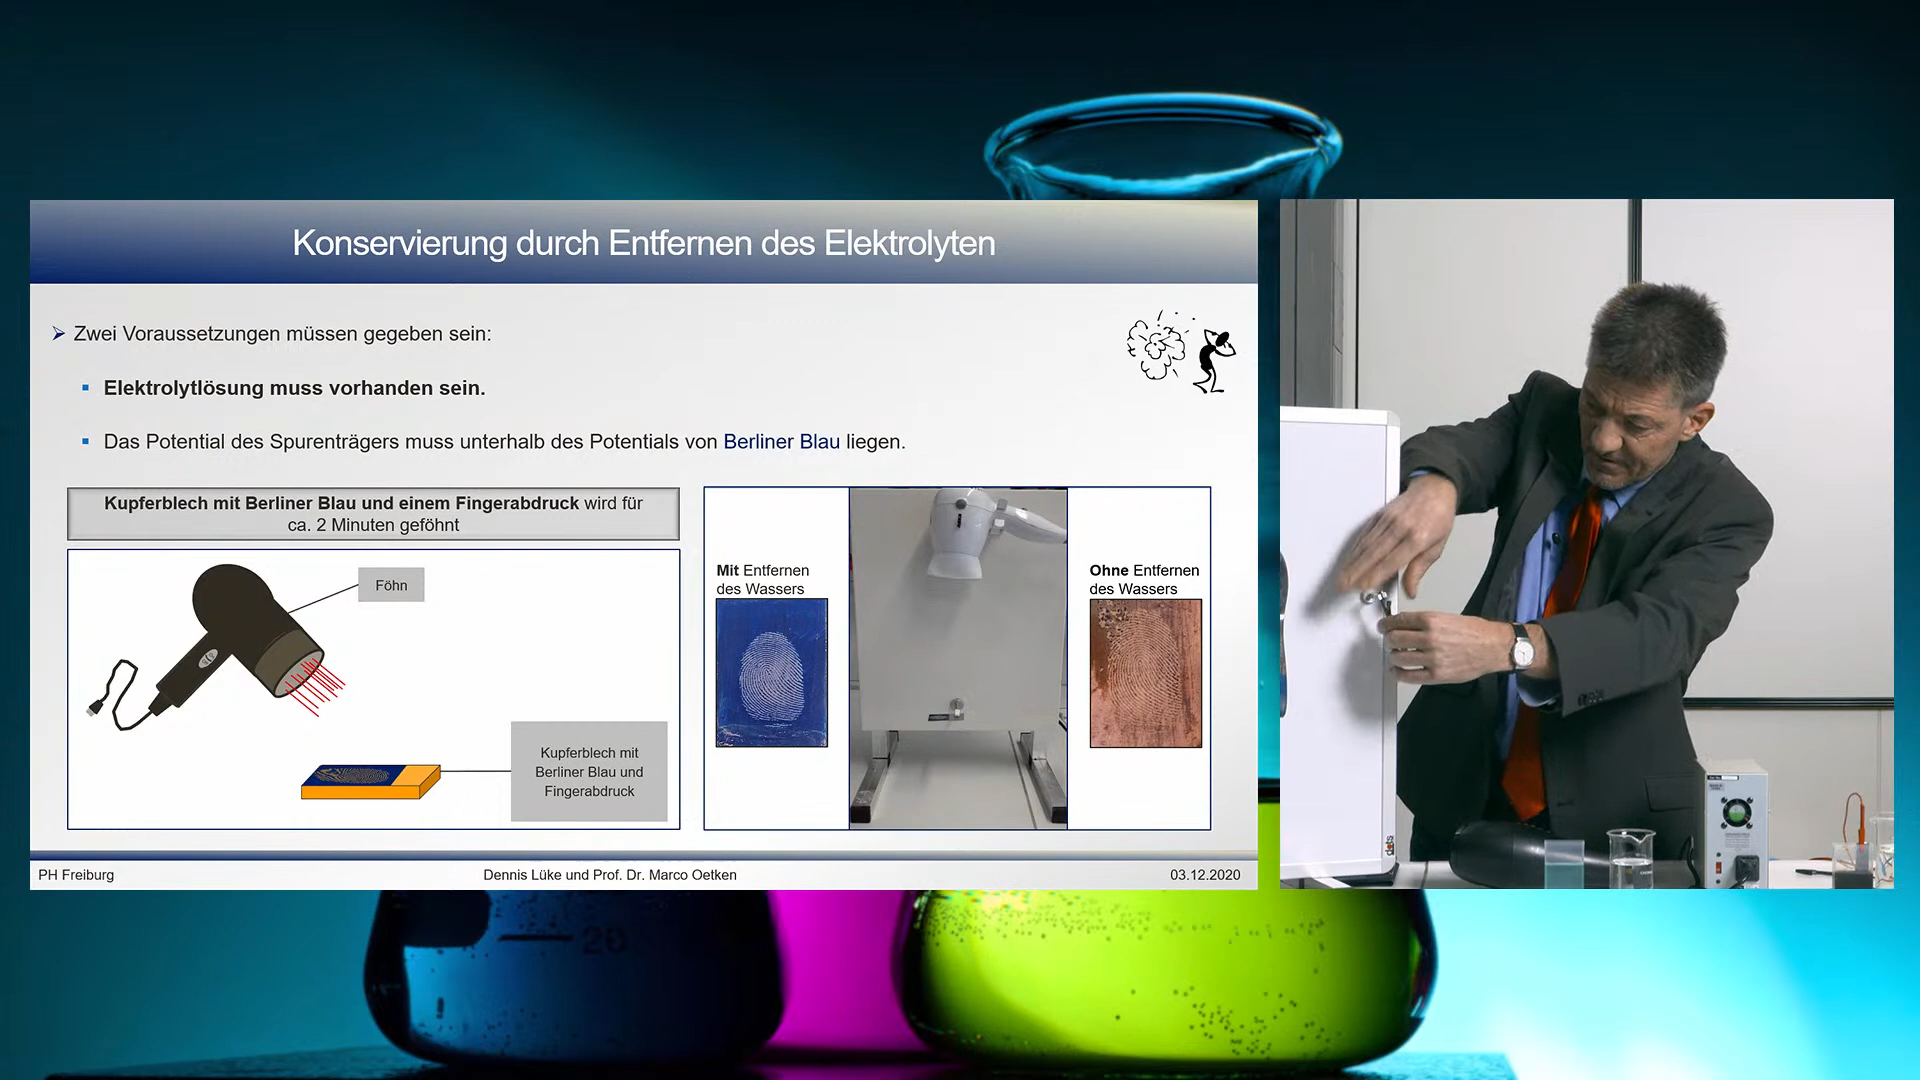 Konservierung durch Entfernen des Elektrolyten
Zwei Voraussetzungen müssen gegeben sein:
Elektrolytlösung muss vorhanden sein.
Das Potential des Spurenträgers muss unterhalb des Potentials von Berliner Blau liegen.
Kupferblech mit Berliner Blau und einem Fingerabdruck wird für
ca. 2 Minuten geföhnt
Föhn
Kupferblech mit
Berliner Blau und
Fingerabdruck
Mit Entfernen
des Wassers
Ohne Entfernen
des Wassers
PH Freiburg
Dennis Lüke und Prof. Dr. Marco Oetken
03.12.2020
dots
20